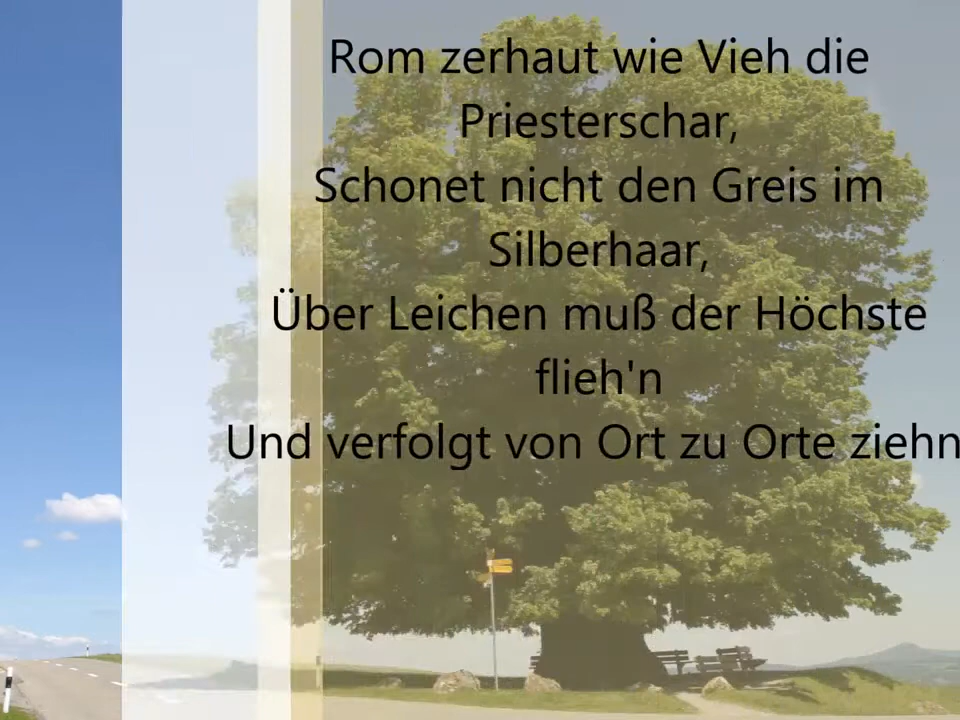 Rom zerhaut wie Vieh die
Priesterschar,
Schonet nicht den Greis im
Silberhaar,
Über Leichen muß der Höchste
flieh'n
Und verfolgt von Ort zu Orte ziehn